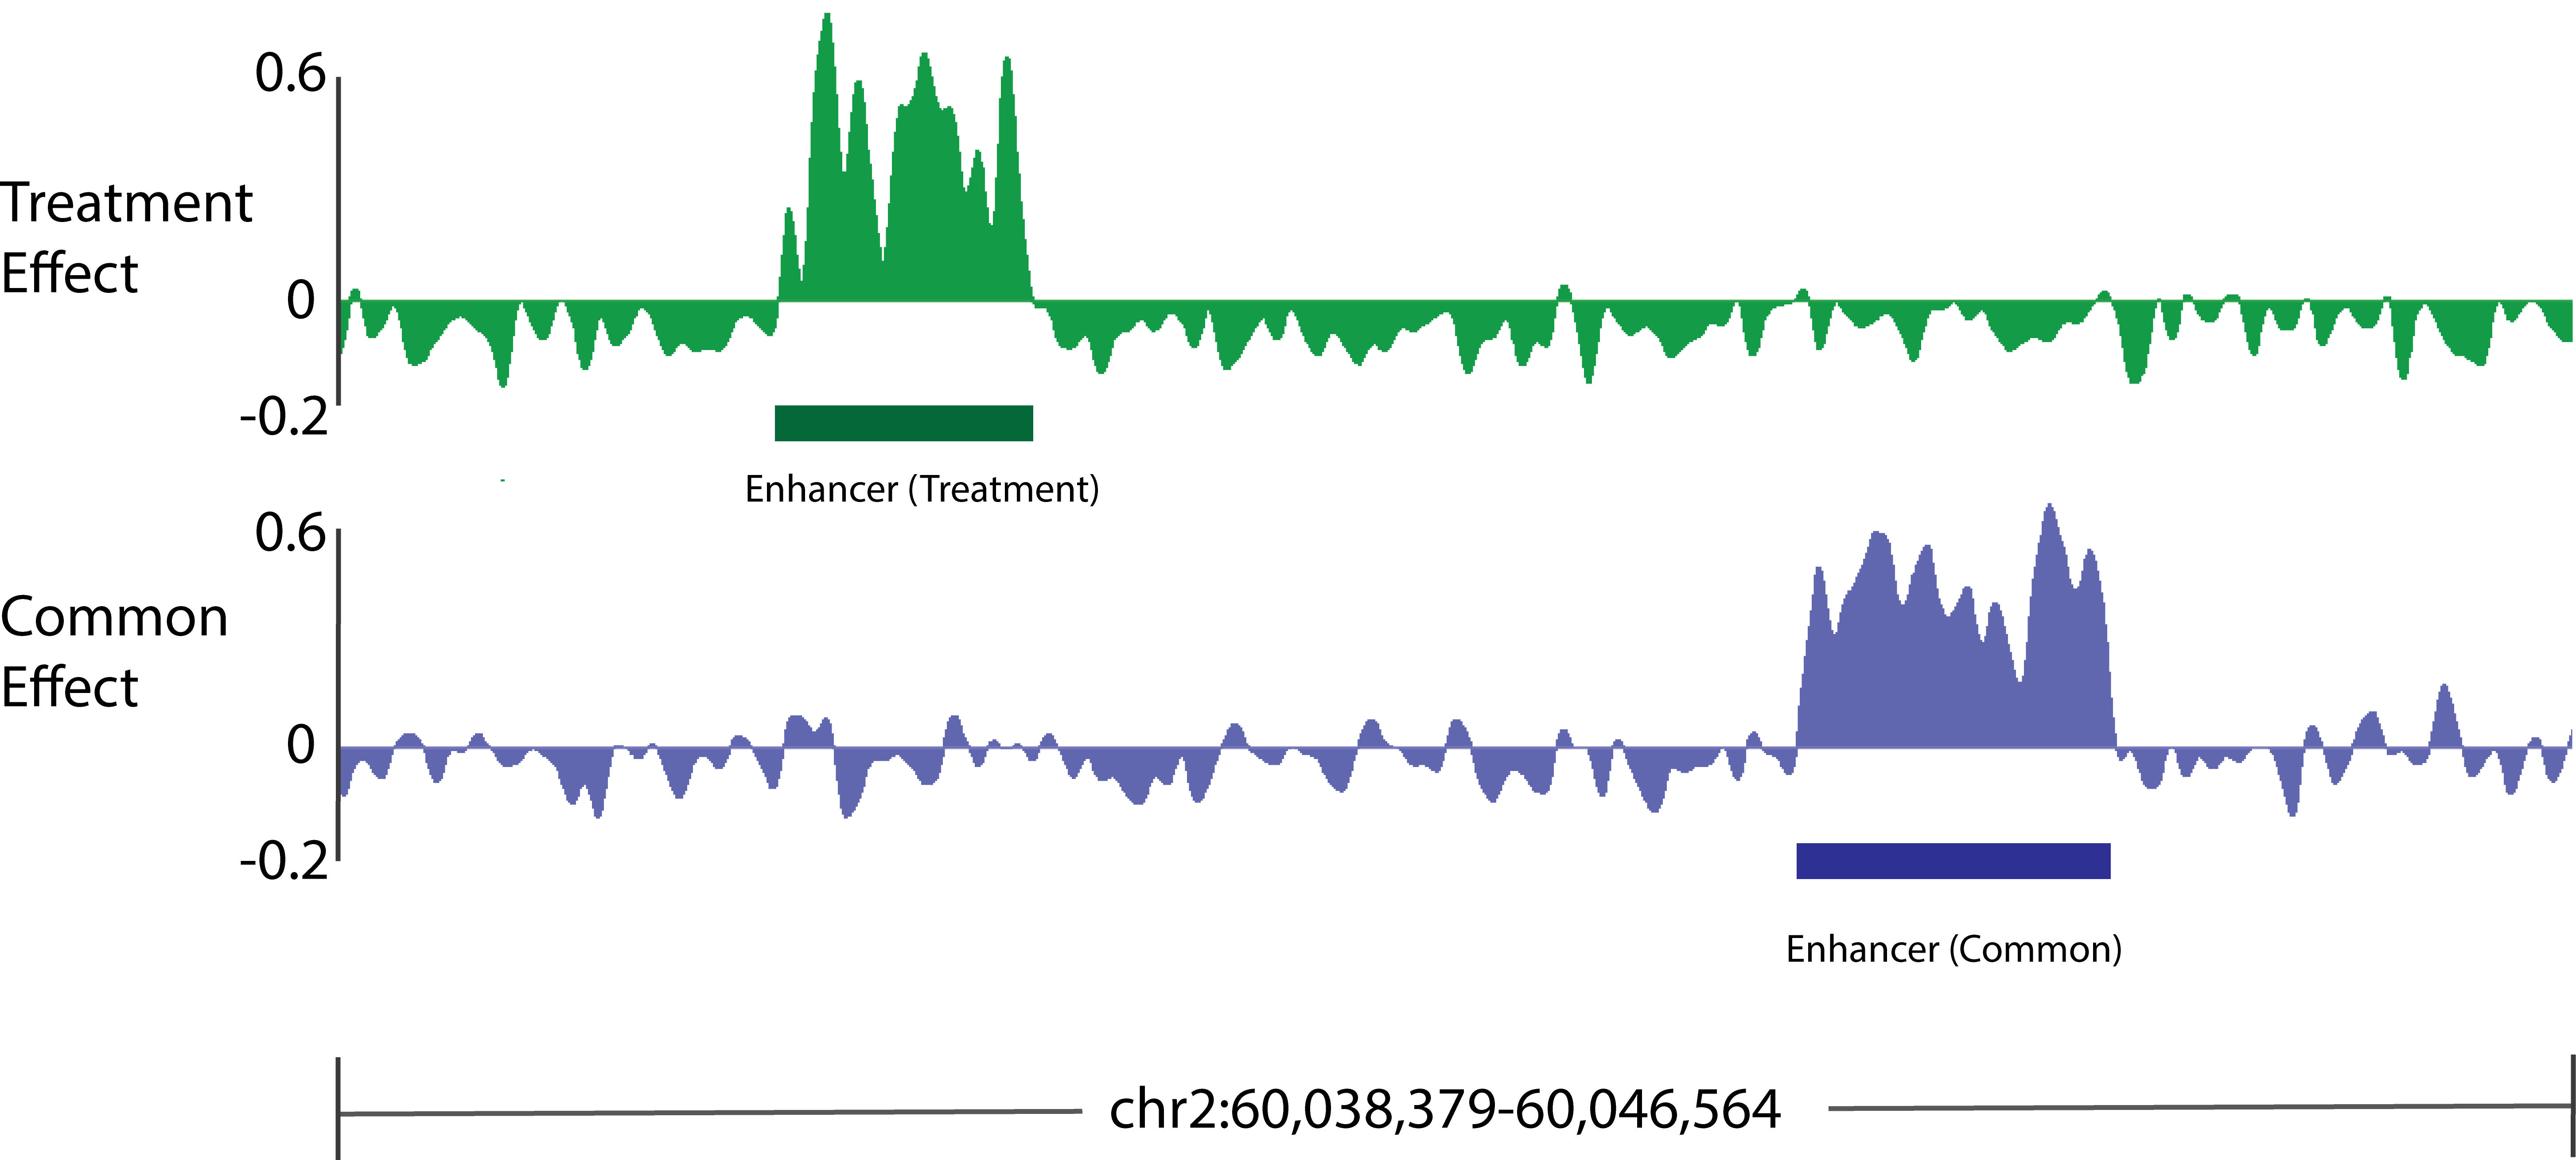 0.6
Treatment
Effect
0
-0.2
Enhancer (Treatment)
0.6
Common
Effect
0
-0.2
Enhancer (Common)
chr2:60,038,379-60,046,564